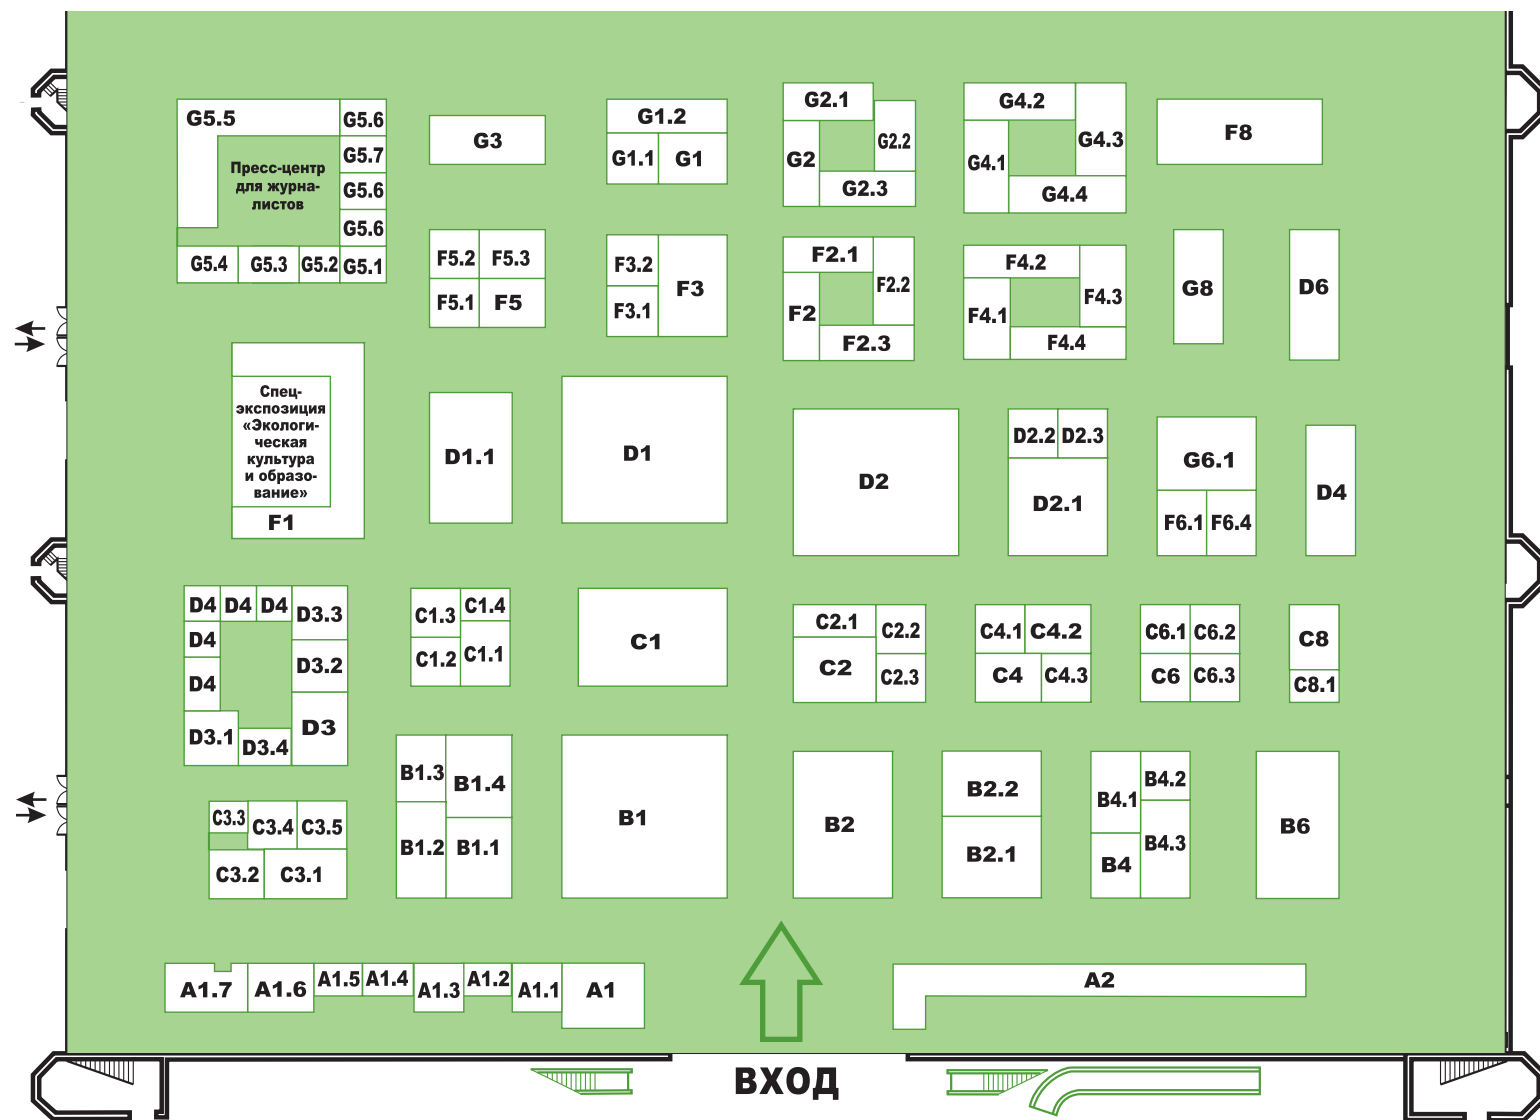 G5.5
G5.6
G5.7
G5.6
G5.6
G5.1
G5.4
G5.3
G5.2
Пресс-центр
для журна-
листов
G3
G1.2
G1.1
G1
G2.1
G2.2
G2
G2.3
G4.2
G4.3
G4.1
G4.4
F8
F5.2
F5.3
F5.1
F5
F3.2
F3
F3.1
F2.1
F2.2
F2
F2.3
F4.2
F4.3
F4.1
F4.4
G8
D6
Спец-
экспозиция
«Экологи-
ческая
культура
и образо-
вание»
F1
D1.1
D1
D2
D2.2
D2.3
D2.1
G6.1
F6.1
F6.4
D4
D4
D4
D4
D3.3
D4
D3.2
D4
D3.1
D3.4
D3
C1.3
C1.4
C1.2
C1.1
C1
C2.1
C2.2
C2
C2.3
C4.1
C4.2
C4
C4.3
C6.1
C6.2
C6
C6.3
C8
C8.1
C3.3
C3.4
C3.5
C3.2
C3.1
B1.3
B1.4
B1.2
B1.1
B1
B2
B2.2
B2.1
B4.2
B4.1
B4.3
B4
B6
A1.7
A1.6
A1.5
A1.4
A1.3
A1.2
A1.1
A1
A2
ВХОД